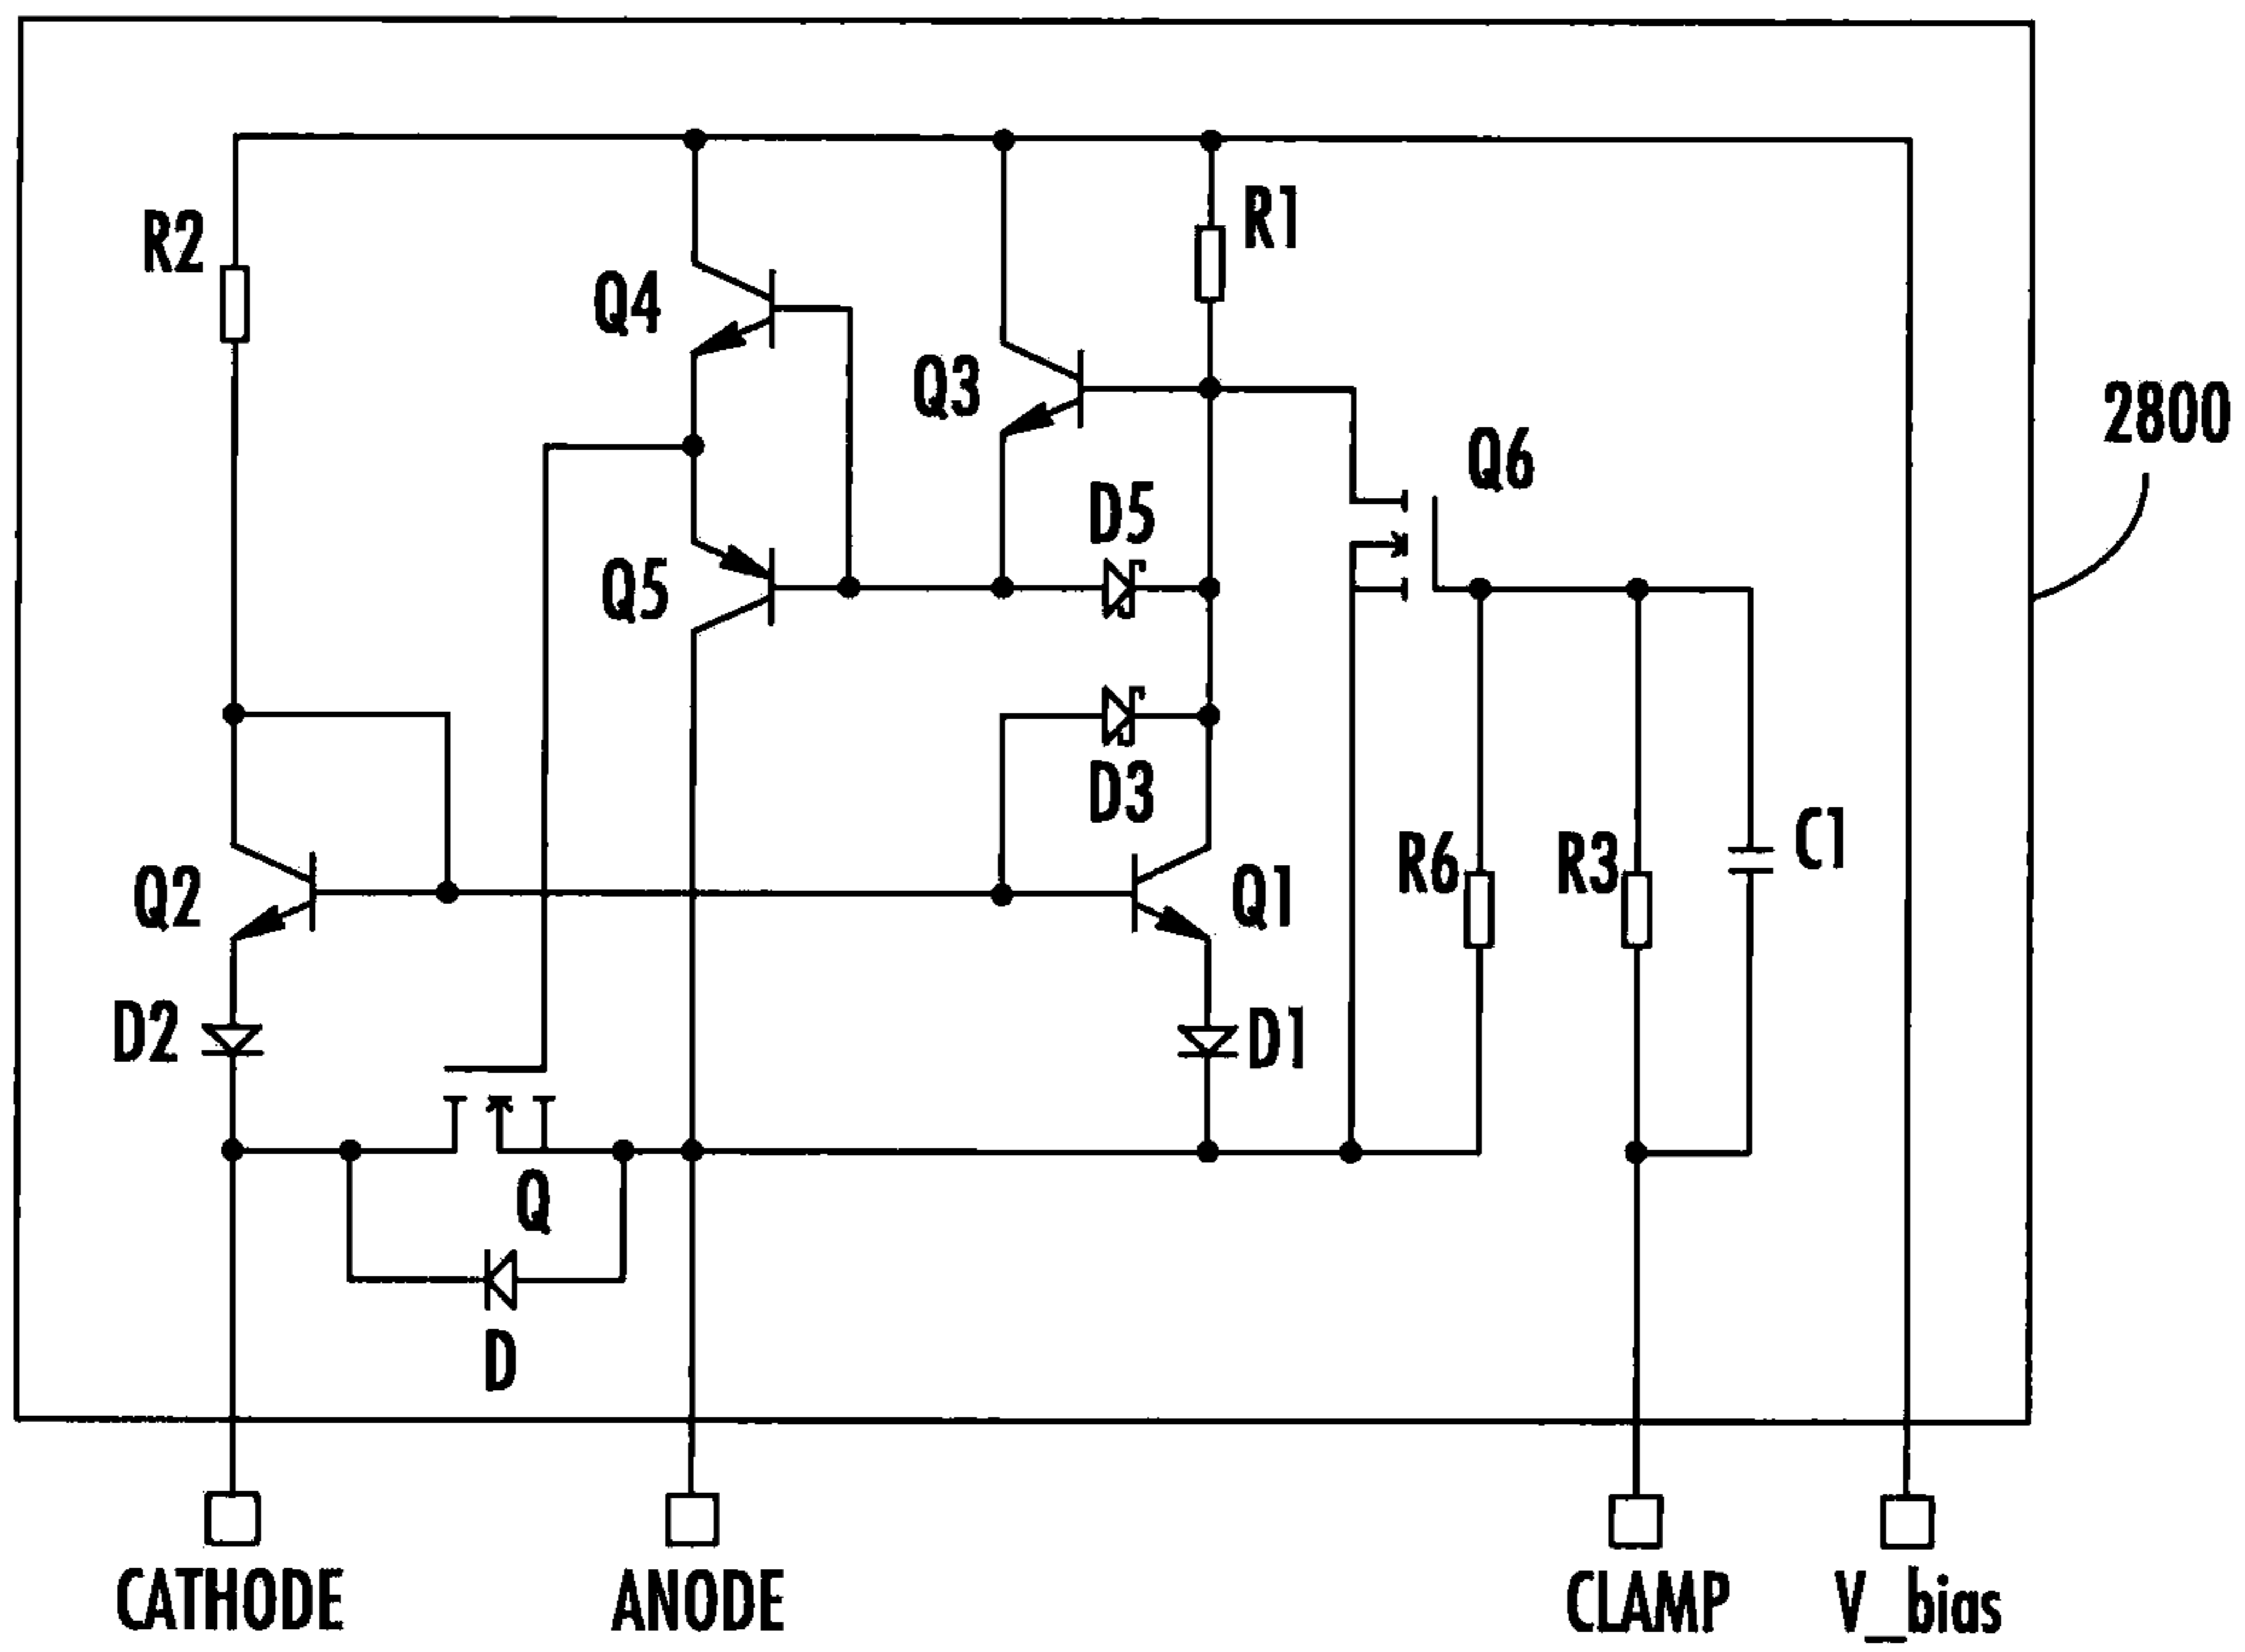 R1
R2
Q4
Q3
2800
Q6
D5
Q5
D3
C1
R6
R3
Q2
Q1
D2
D1
Q
D
CATHODE
ANODE
CLAMP
V_bias